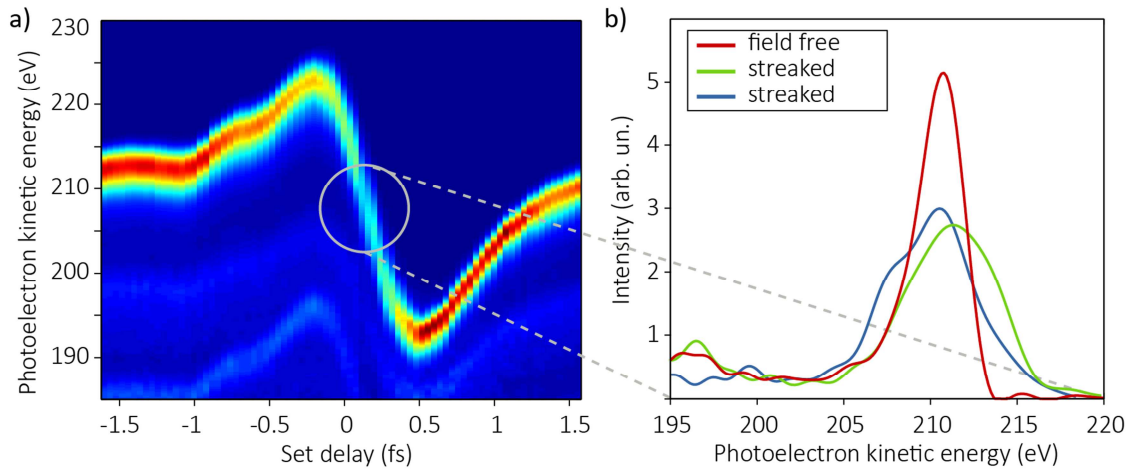 a)
Photoelectron kinetic energy (eV)
230
220
210
200
190
-1.5
-1
-0.5
0
0.5
1
1.5
Set delay (fs)
b)
field free
streaked
streaked
Intensity (arb. un.)
5
4
3
2
1
195
200
205
210
215
220
Photoelectron kinetic energy (eV)